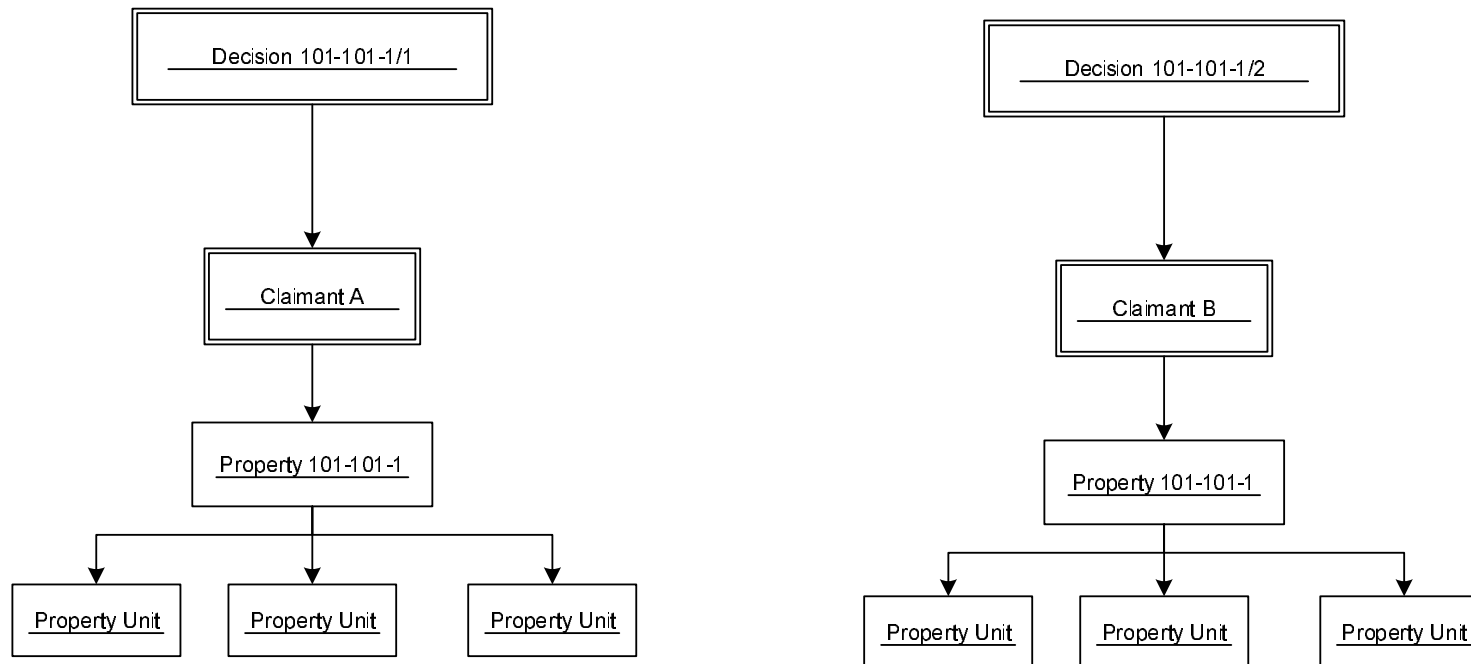 Decision 101-101-1/1
Claimant A
Property 101-101-1
Property Unit
Property Unit
Property Unit
Decision 101-101-1/2
Claimant B
Property 101-101-1
Property Unit
Property Unit
Property Unit